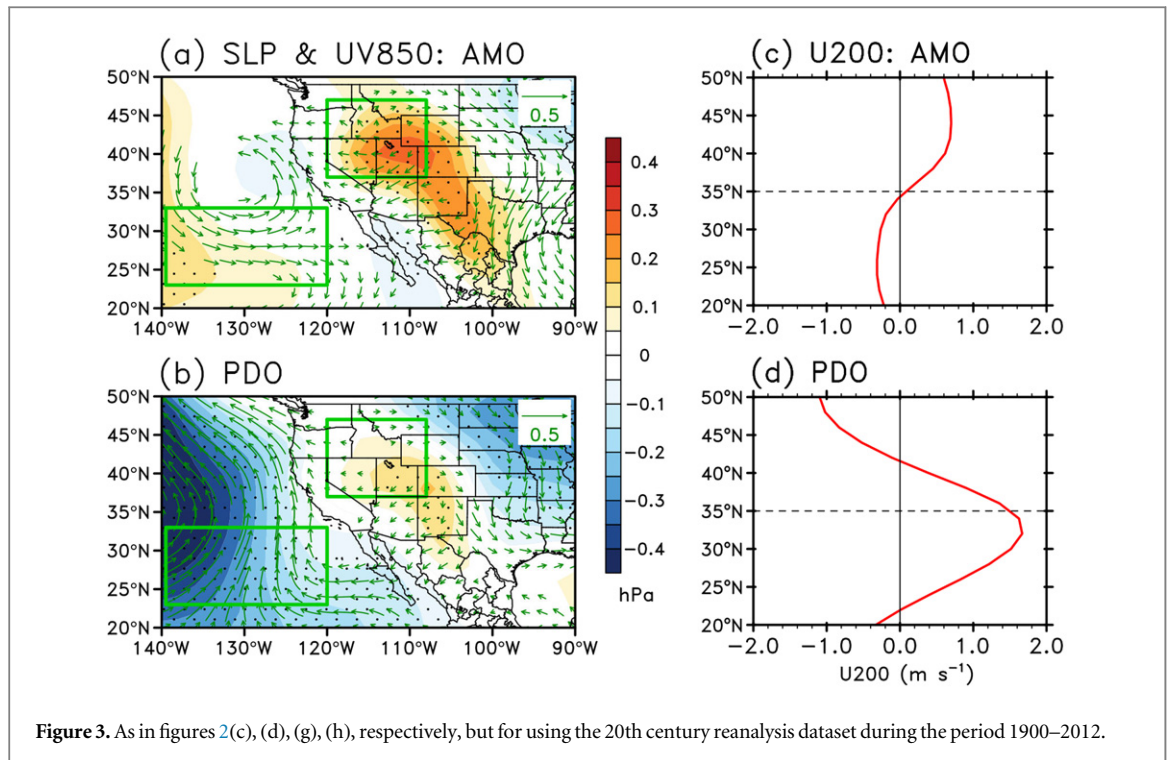 (a) SLP & UV850: AMO
50°N
45°N
40°N
35°N
30°N
25°N
20°N
0.5
140°W 130°W 120°W 110°W 100°W 90°W
(b) PDO
50°N
45°N
40°N
35°N
30°N
25°N
20°N
0.5
140°W 130°W 120°W 110°W 100°W 90°W
0.4
0.3
0.2
0.1
0
−0.1
−0.2
−0.3
−0.4
hPa
(c) U200: AMO
50°N
45°N
40°N
35°N
30°N
25°N
20°N
−2.0 −1.0 0.0 1.0 2.0
(d) PDO
50°N
45°N
40°N
35°N
30°N
25°N
20°N
−2.0 −1.0 0.0 1.0 2.0
U200 (m s⁻¹)
Figure 3. As in figures 2(c), (d), (g), (h), respectively, but for using the 20th century reanalysis dataset during the period 1900–2012.